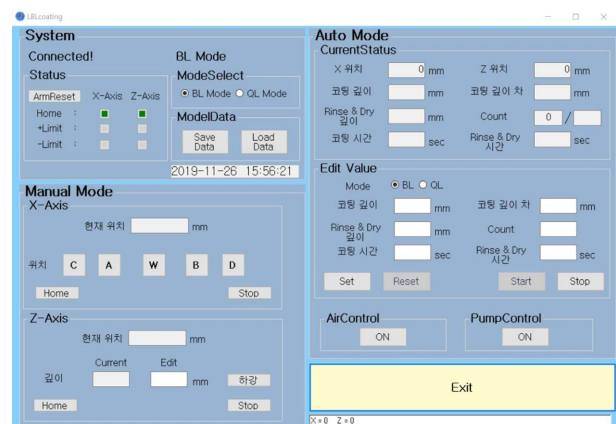 LBLcoating
System
Connected!
BL Mode
Status
ArmReset X-Axis Z-Axis
Home :
+Limit :
-Limit :
ModeSelect
BL Mode QL Mode
ModelData
Save Data
Load Data
2019-11-26 15:56:21
Manual Mode
X-Axis
현재 위치 mm
위치 C A W B D
Home Stop
Z-Axis
현재 위치 mm
Current Edit
깊이 mm 하강
Home Stop
Auto Mode
CurrentStatus
X 위치 0 mm Z 위치 0 mm
코팅 깊이 mm 코팅 깊이 차 mm
Rinse & Dry 깊이 mm Count 0 /
코팅 시간 sec Rinse & Dry 시간 sec
Edit Value
Mode BL QL
코팅 깊이 mm 코팅 깊이 차 mm
Rinse & Dry 깊이 mm Count
코팅 시간 sec Rinse & Dry 시간 sec
Set Reset Start Stop
AirControl
ON
PumpControl
ON
Exit
X=0 Z=0